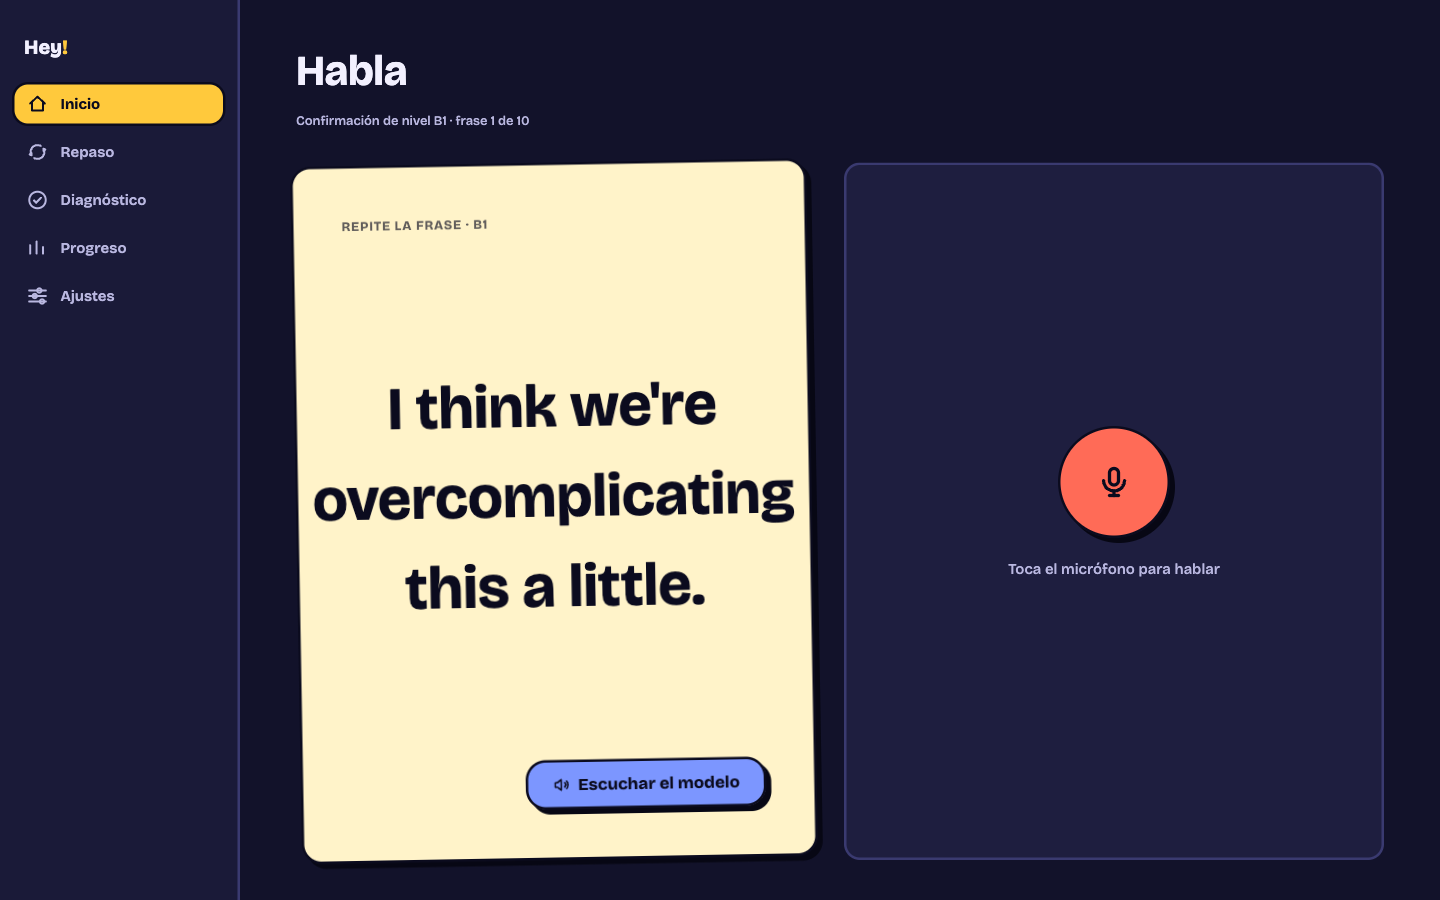 Hey!
Inicio
Repaso
Diagnóstico
Progreso
Ajustes
Habla
Confirmación de nivel B1 · frase 1 de 10
REPITE LA FRASE · B1
I think we're
overcomplicating
this a little.
Escuchar el modelo
Toca el micrófono para hablar